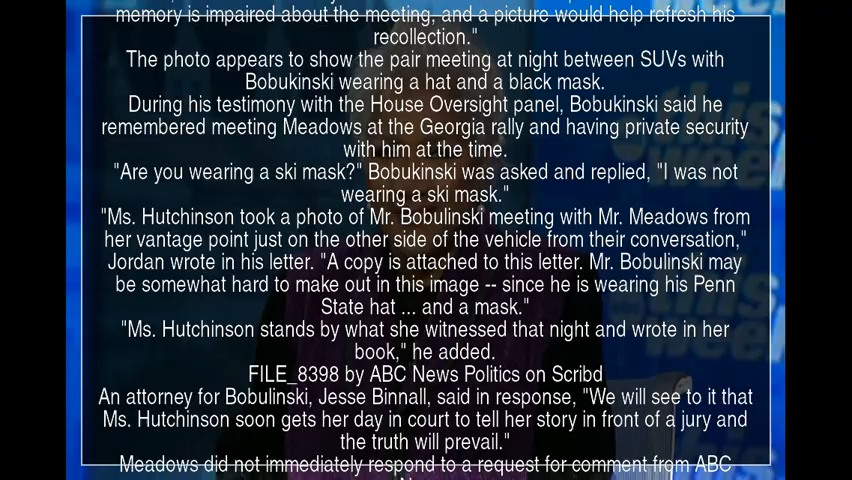 memory is impaired about the meeting, and a picture would help refresh his
recollection."
The photo appears to show the pair meeting at night between SUVs with
Bobukinski wearing a hat and a black mask.
During his testimony with the House Oversight panel, Bobukinski said he
remembered meeting Meadows at the Georgia rally and having private security
with him at the time.
"Are you wearing a ski mask?" Bobukinski was asked and replied, "I was not
wearing a ski mask."
"Ms. Hutchinson took a photo of Mr. Bobulinski meeting with Mr. Meadows from
her vantage point just on the other side of the vehicle from their conversation,"
Jordan wrote in his letter. "A copy is attached to this letter. Mr. Bobulinski may
be somewhat hard to make out in this image -- since he is wearing his Penn
State hat ... and a mask."
"Ms. Hutchinson stands by what she witnessed that night and wrote in her
book," he added.
FILE_8398 by ABC News Politics on Scribd
An attorney for Bobulinski, Jesse Binnall, said in response, "We will see to it that
Ms. Hutchinson soon gets her day in court to tell her story in front of a jury and
the truth will prevail."
Meadows did not immediately respond to a request for comment from ABC